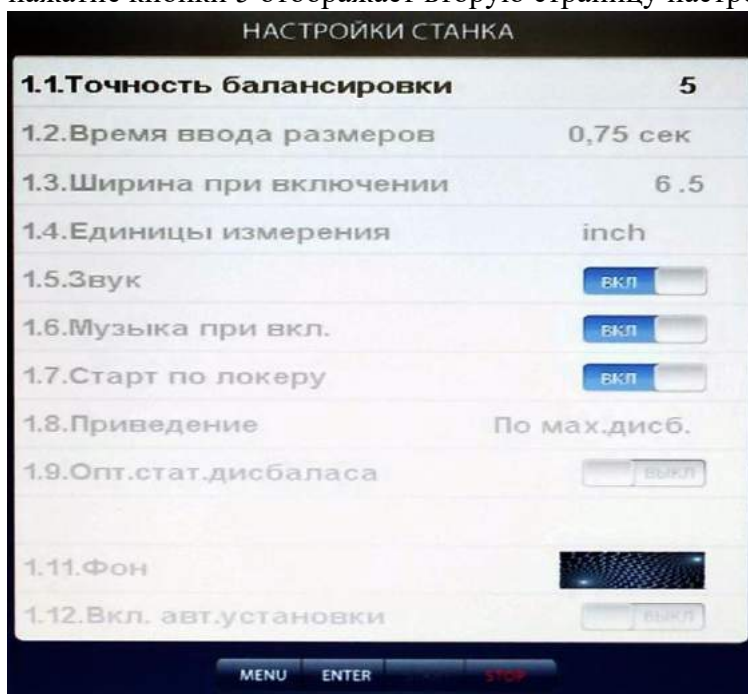 НАСТРОЙКИ СТАНКА
1.1.Точность балансировки 5
1.2.Время ввода размеров 0,75 сек
1.3.Ширина при включении 6.5
1.4.Единицы измерения inch
1.5.Звук ВКЛ
1.6.Музыка при вкл. ВКЛ
1.7.Старт по локеру ВКЛ
1.8.Приведение По мах.дисб.
1.9.Опт.стат.дисбаласа ВЫКЛ
1.11.Фон
1.12.Вкл. авт.установки ВЫКЛ
MENU ENTER STOP